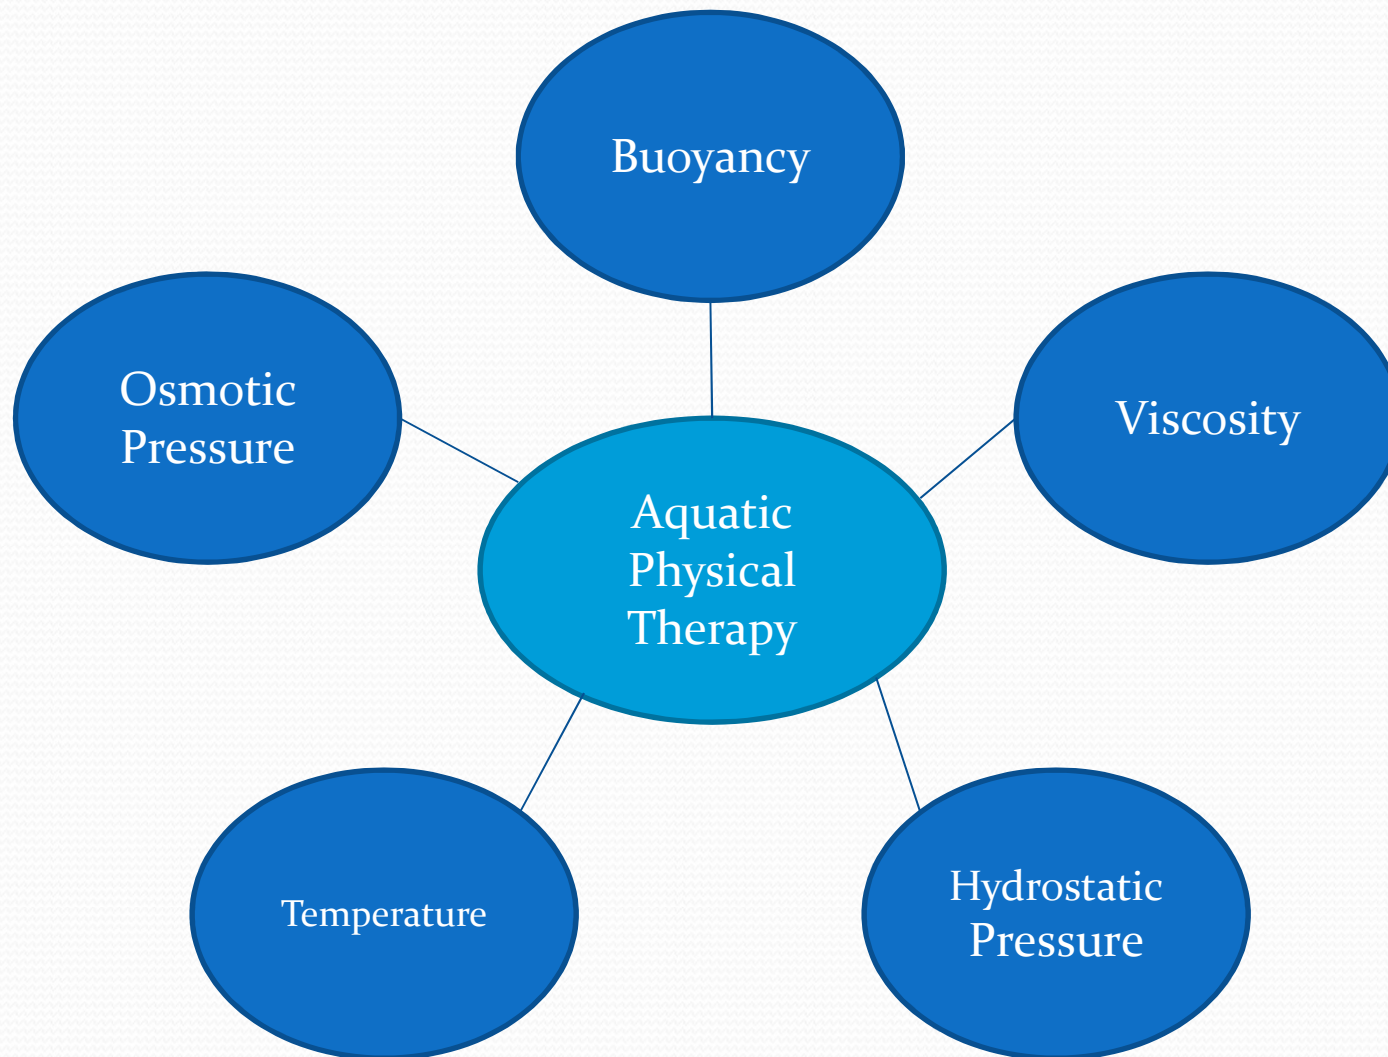 Buoyancy
Osmotic
Pressure
Viscosity
Aquatic
Physical
Therapy
Temperature
Hydrostatic
Pressure